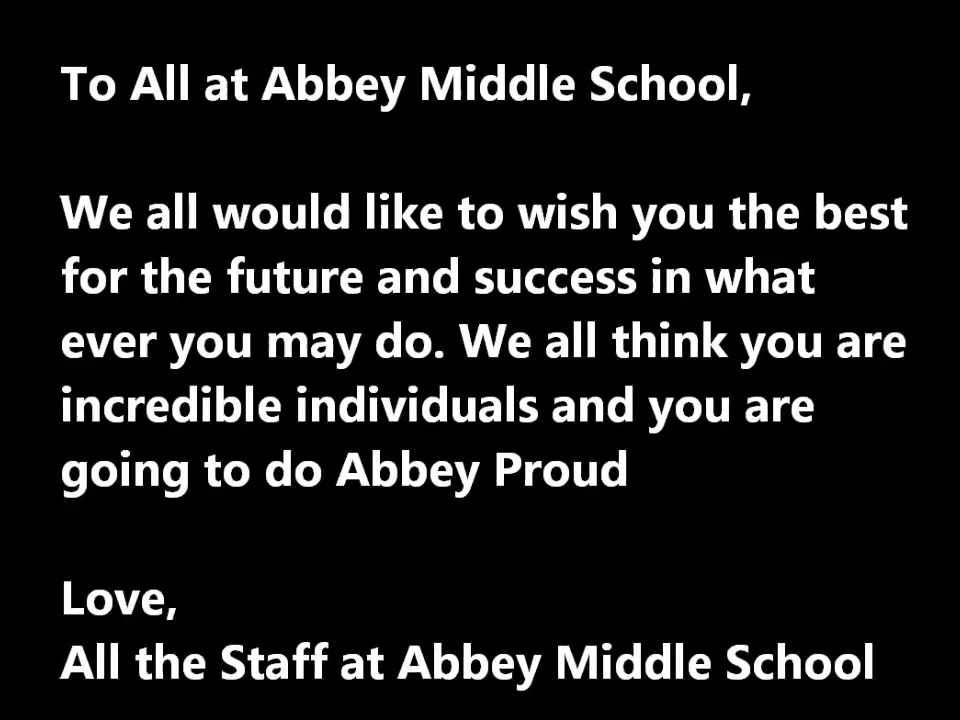 To All at Abbey Middle School,
We all would like to wish you the best
for the future and success in what
ever you may do. We all think you are
incredible individuals and you are
going to do Abbey Proud
Love,
All the Staff at Abbey Middle School